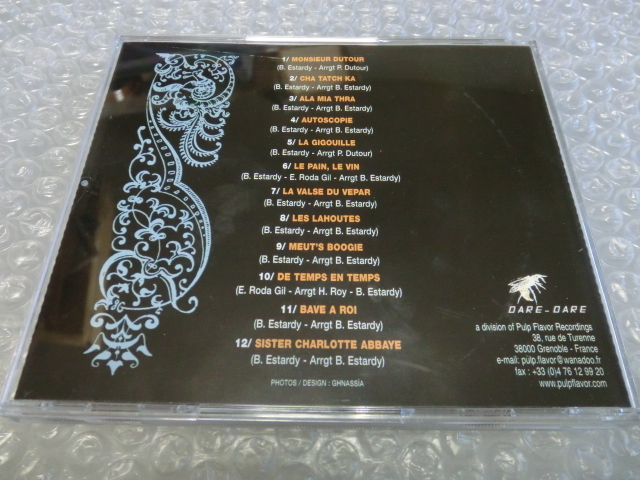 1/ MONSIEUR DUTOUR
(B. Estardy - Arrgt P. Dutour)
2/ CHA TATCH KA
(B. Estardy - Arrgt B. Estardy)
3/ ALA MIA THRA
(B. Estardy - Arrgt B. Estardy)
4/ AUTOSCOPIE
(B. Estardy - Arrgt B. Estardy)
5/ LA GIGOUILLE
(B. Estardy - Arrgt P. Dutour)
6/ LE PAIN, LE VIN
(B. Estardy - E. Roda Gil - Arrgt B. Estardy)
7/ LA VALSE DU VEPAR
(B. Estardy - Arrgt B. Estardy)
8/ LES LAHOUTES
(B. Estardy - Arrgt B. Estardy)
9/ MEUT'S BOOGIE
(B. Estardy - Arrgt B. Estardy)
10/ DE TEMPS EN TEMPS
(E. Roda Gil - Arrgt H. Roy - B. Estardy)
11/ BAVE A ROI
(B. Estardy - Arrgt B. Estardy)
12/ SISTER CHARLOTTE ABBAYE
(B. Estardy - Arrgt B. Estardy)
PHOTOS / DESIGN : GHNASSÏA
DARE-DARE
a division of Pulp Flavor Recordings
38, rue de Turenne
38000 Grenoble - France
e-mail: pulp.flavor@wanadoo.fr
fax : +33 (0)4 76 12 99 20
www.pulpflavor.com